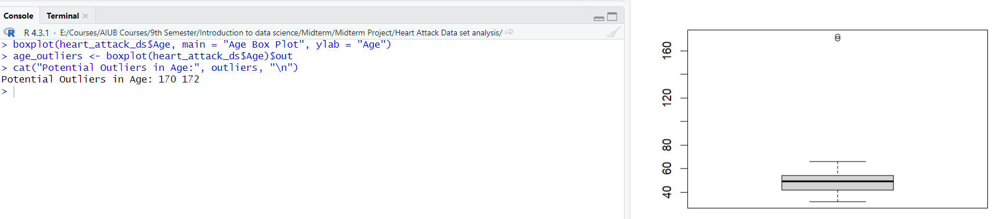 Console Terminal
R 4.3.1 · E:/Courses/AIUB Courses/9th Semester/Introduction to data science/Midterm/Midterm Project/Heart Attack Data set analysis/
> boxplot(heart_attack_ds$Age, main = "Age Box Plot", ylab = "Age")
> age_outliers <- boxplot(heart_attack_ds$Age)$out
> cat("Potential Outliers in Age:", outliers, "\n")
Potential Outliers in Age: 170 172
>
160
120
80
60
40